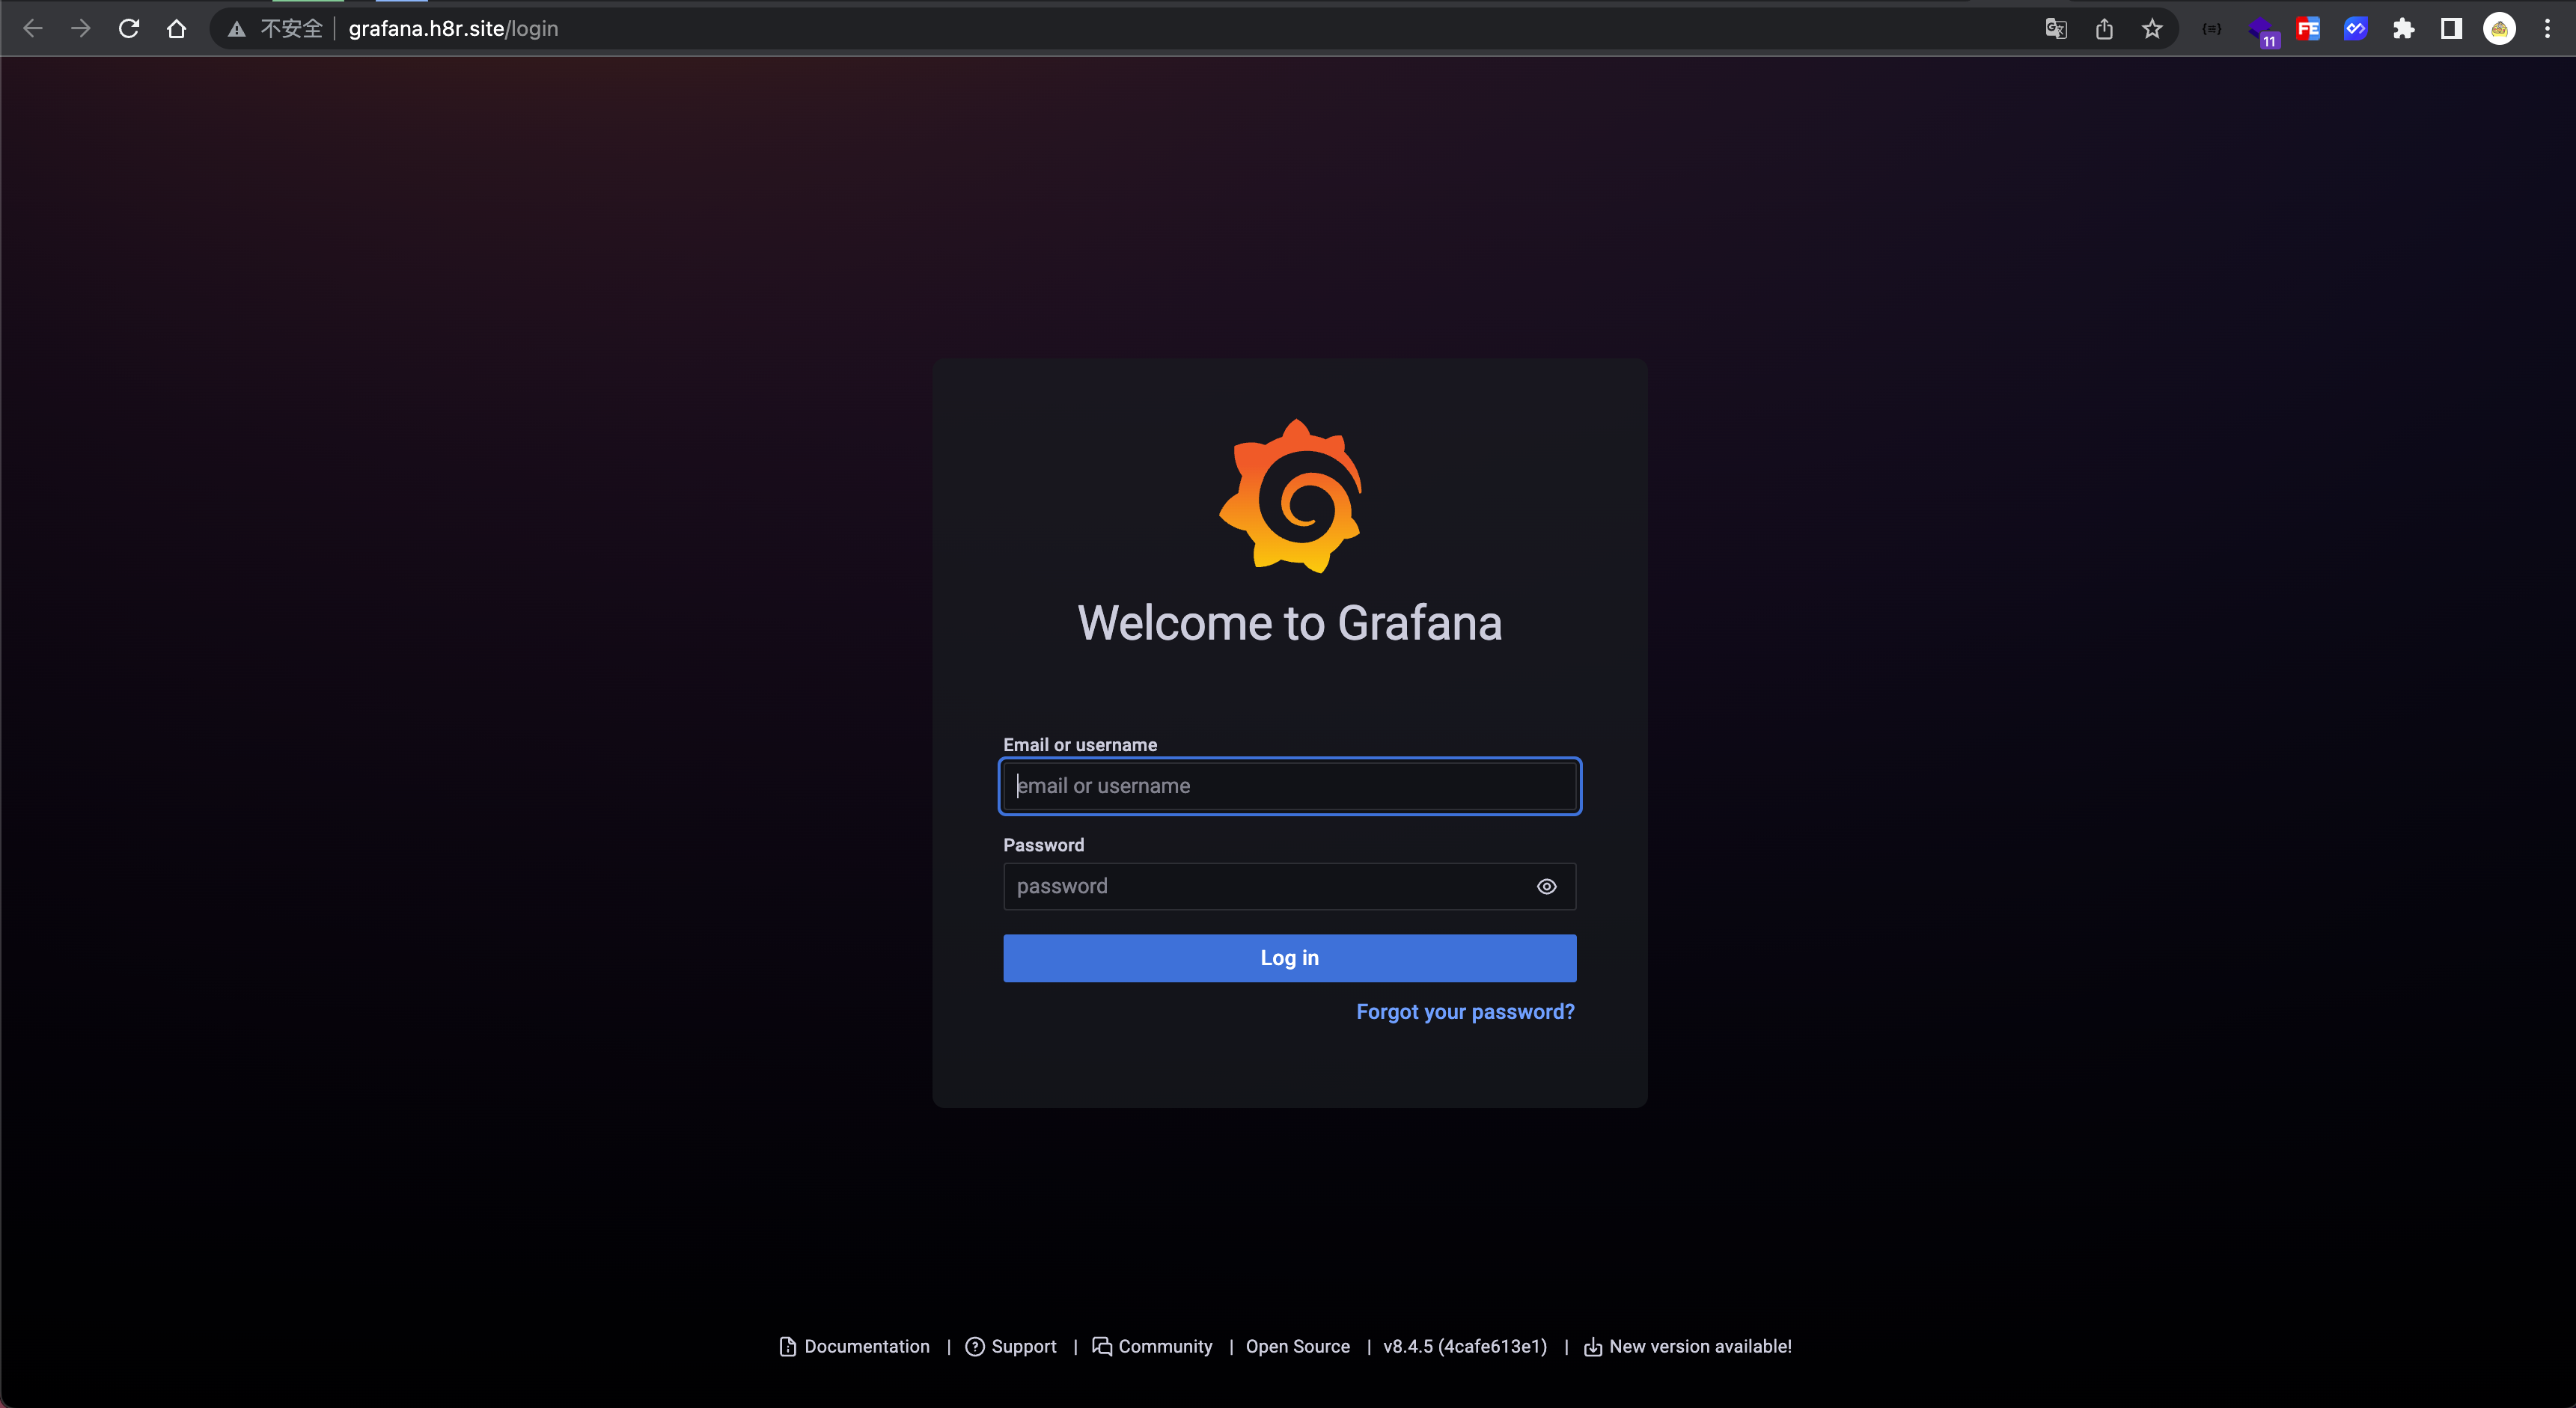 不安全 grafana.h8r.site/login
11
FE
Welcome to Grafana
Email or username
email or username
Password
password
Log in
Forgot your password?
Documentation | Support | Community | Open Source | v8.4.5 (4cafe613e1) | New version available!